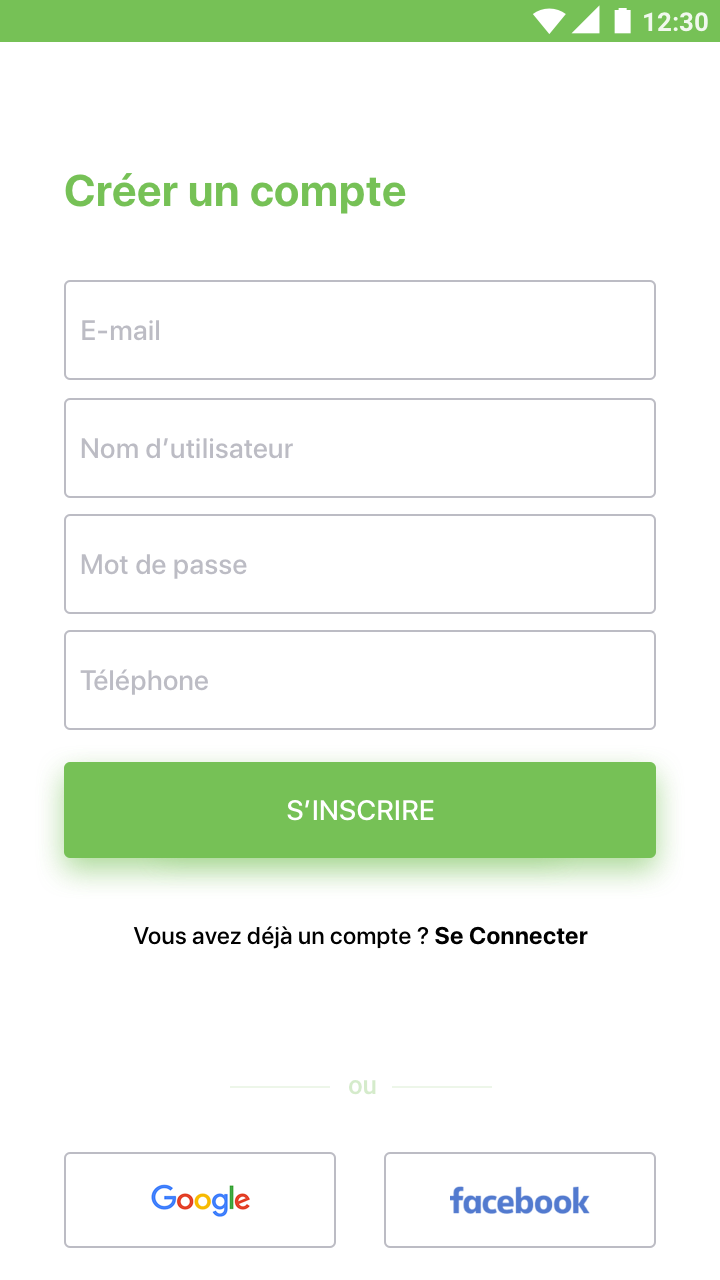 12:30
Créer un compte
E-mail
Nom d’utilisateur
Mot de passe
Téléphone
S’INSCRIRE
Vous avez déjà un compte ? Se Connecter
ou
Google facebook